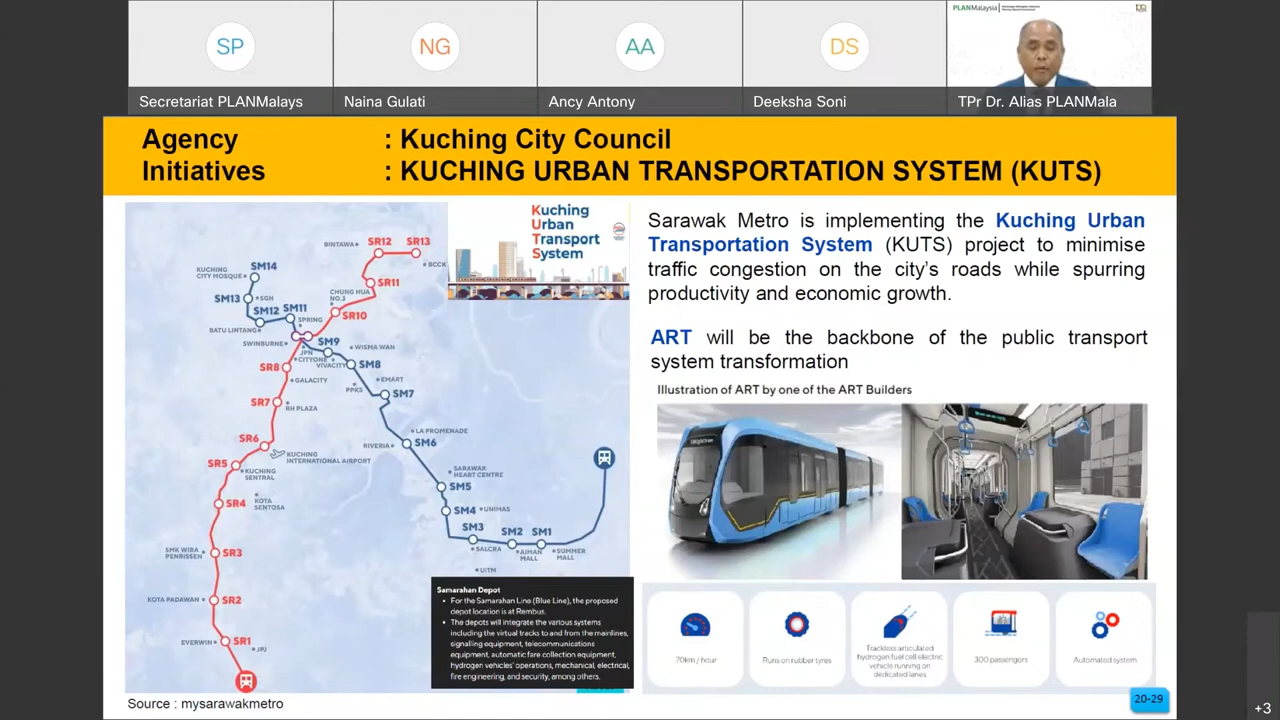 SP
NG
AA
DS
PLANMalaysia
Secretariat PLANMalays
Naina Gulati
Ancy Antony
Deeksha Soni
TPr Dr. Alias PLANMala
Agency : Kuching City Council
Initiatives : KUCHING URBAN TRANSPORTATION SYSTEM (KUTS)
Kuching
Urban
Transport
System
BINTAWA
SR12
SR13
BCCK
KUCHING
CITY MOSQUE
SM14
SR11
SM13
SGH
CHUNG HUA
NO.3
SM12
SM11
SR10
BATU LINTANG
SPRING
SWINBURNE
JPN
SM9
WISMA WAN
CITYONE
VIVACITY
SM8
SR8
GALACITY
PPKS
EMART
SM7
SR7
RH PLAZA
LA PROMENADE
SR6
RIVERIA
SM6
KUCHING
INTERNATIONAL AIRPORT
SR5
KUCHING
SENTRAL
SARAWAK
HEART CENTRE
SM5
SR4
KOTA
SENTOSA
SM4
UNIMAS
SM3
SM2
SM1
SALCRA
AIMAN
MALL
SUMMER
MALL
SMK WIRA
PENRISSEN
SR3
UITM
KOTA PADAWAN
SR2
EVERWIN
SR1
JPJ
Samarahan Depot
• For the Samarahan Line (Blue Line), the proposed
depot location is at Rembus.
• The depots will integrate the various systems
including the virtual tracks to and from the mainlines,
signalling equipment, telecommunications
equipment, automatic fare collection equipment,
hydrogen vehicles' operations, mechanical, electrical,
fire engineering, and security, among others.
Sarawak Metro is implementing the Kuching Urban
Transportation System (KUTS) project to minimise
traffic congestion on the city's roads while spurring
productivity and economic growth.
ART will be the backbone of the public transport
system transformation
Illustration of ART by one of the ART Builders
70km / hour
Runs on rubber tyres
Trackless articulated
hydrogen fuel cell electric
vehicle running on
dedicated lanes
300 passengers
Automated system
Source : mysarawakmetro
20-29
+3